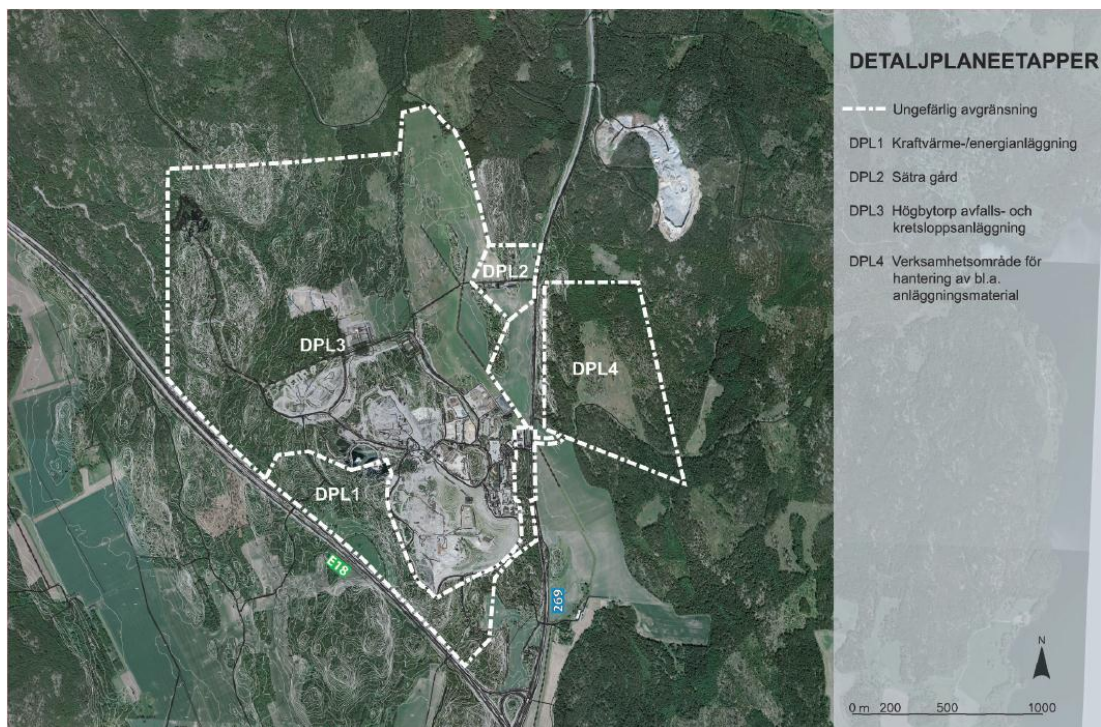 DETALJPLANEETAPPER
Ungefärlig avgränsning
DPL1 Kraftvärme-/energianläggning
DPL2 Sätra gård
DPL3 Högbytorp avfalls- och
kretsloppsanläggning
DPL4 Verksamhetsområde för
hantering av bl.a.
anläggningsmaterial
DPL2
DPL3
DPL4
DPL1
E18
269
N
0 m 200 500 1000